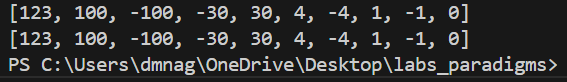 [123, 100, -100, -30, 30, 4, -4, 1, -1, 0]
[123, 100, -100, -30, 30, 4, -4, 1, -1, 0]
PS C:\Users\dmnag\OneDrive\Desktop\labs_paradigms>